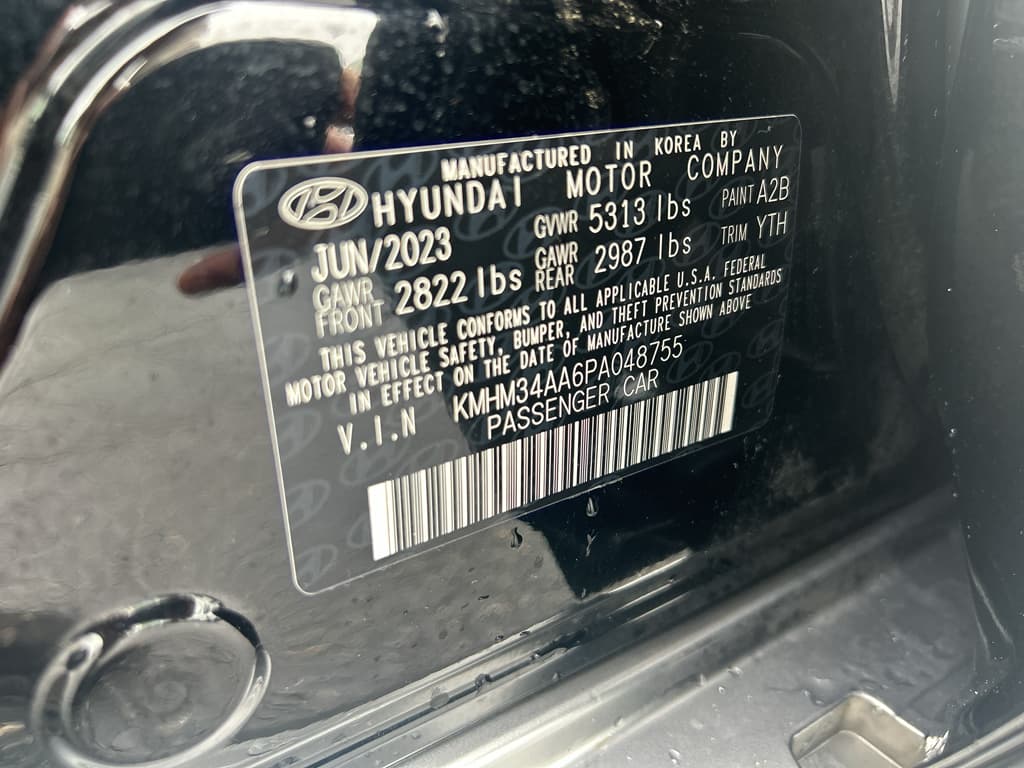 MANUFACTURED IN KOREA BY
HYUNDAI MOTOR COMPANY
JUN/2023 GVWR 5313 lbs PAINT A2B
GAWR FRONT 2822 lbs GAWR REAR 2987 lbs TRIM YTH
THIS VEHICLE CONFORMS TO ALL APPLICABLE U.S.A. FEDERAL
MOTOR VEHICLE SAFETY, BUMPER, AND THEFT PREVENTION STANDARDS
IN EFFECT ON THE DATE OF MANUFACTURE SHOWN ABOVE
V.I.N KMHM34AA6PA048755
PASSENGER CAR